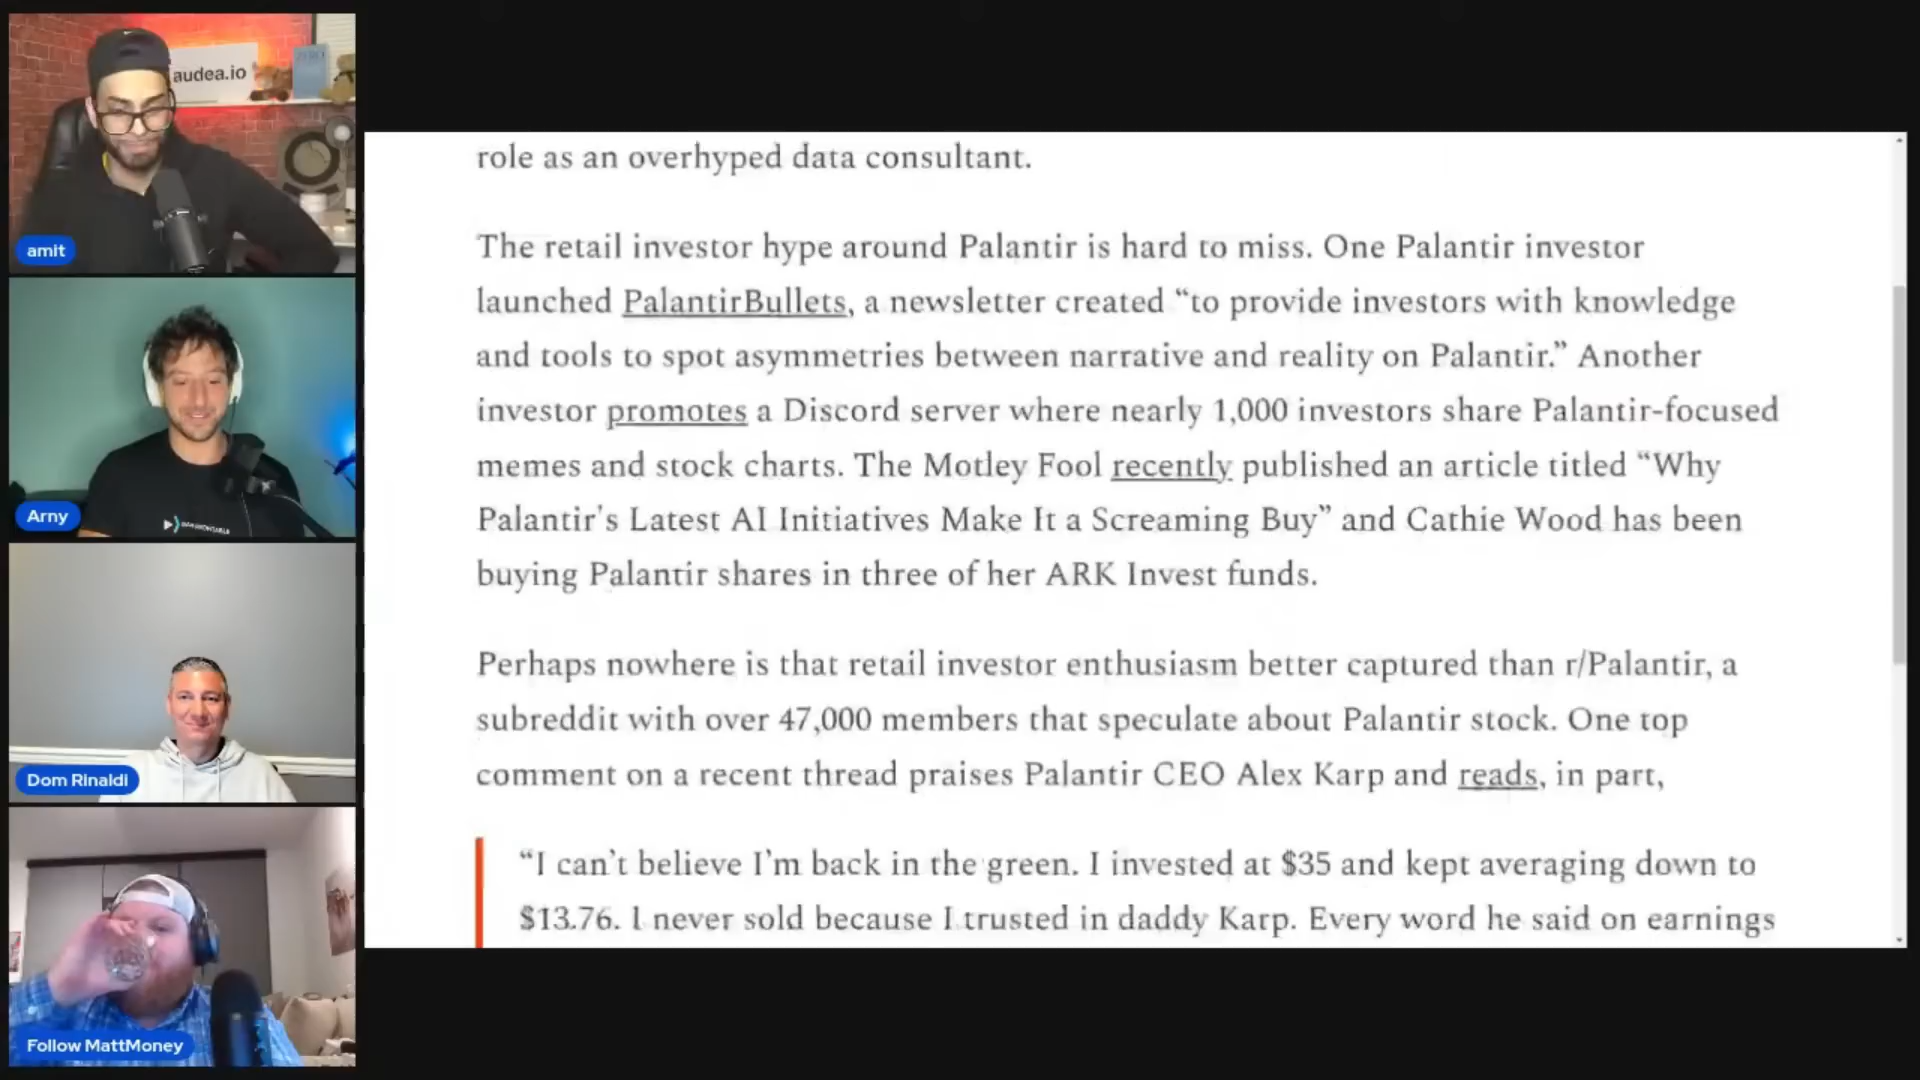 audea.io
amit
Arny
Dom Rinaldi
Follow MattMoney
role as an overhyped data consultant.
The retail investor hype around Palantir is hard to miss. One Palantir investor
launched PalantirBullets, a newsletter created “to provide investors with knowledge
and tools to spot asymmetries between narrative and reality on Palantir.” Another
investor promotes a Discord server where nearly 1,000 investors share Palantir-focused
memes and stock charts. The Motley Fool recently published an article titled “Why
Palantir’s Latest AI Initiatives Make It a Screaming Buy” and Cathie Wood has been
buying Palantir shares in three of her ARK Invest funds.
Perhaps nowhere is that retail investor enthusiasm better captured than r/Palantir, a
subreddit with over 47,000 members that speculate about Palantir stock. One top
comment on a recent thread praises Palantir CEO Alex Karp and reads, in part,
“I can’t believe I’m back in the green. I invested at $35 and kept averaging down to
$13.76. I never sold because I trusted in daddy Karp. Every word he said on earnings